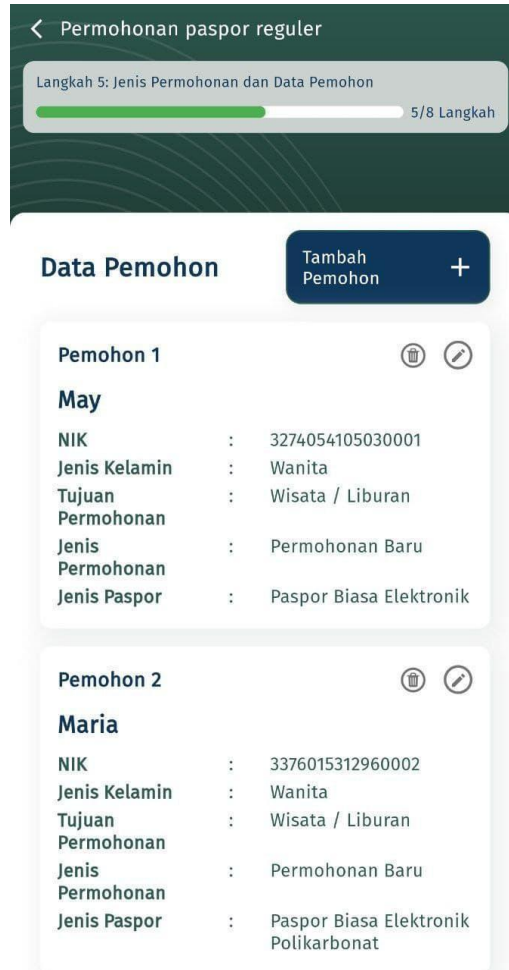 Permohonan paspor reguler
Langkah 5: Jenis Permohonan dan Data Pemohon
5/8 Langkah
Data Pemohon
Tambah
Pemohon
+
Pemohon 1
May
NIK : 3274054105030001
Jenis Kelamin : Wanita
Tujuan : Wisata / Liburan
Permohonan
Jenis : Permohonan Baru
Permohonan
Jenis Paspor : Paspor Biasa Elektronik
Pemohon 2
Maria
NIK : 3376015312960002
Jenis Kelamin : Wanita
Tujuan : Wisata / Liburan
Permohonan
Jenis : Permohonan Baru
Permohonan
Jenis Paspor : Paspor Biasa Elektronik
Polikarbonat